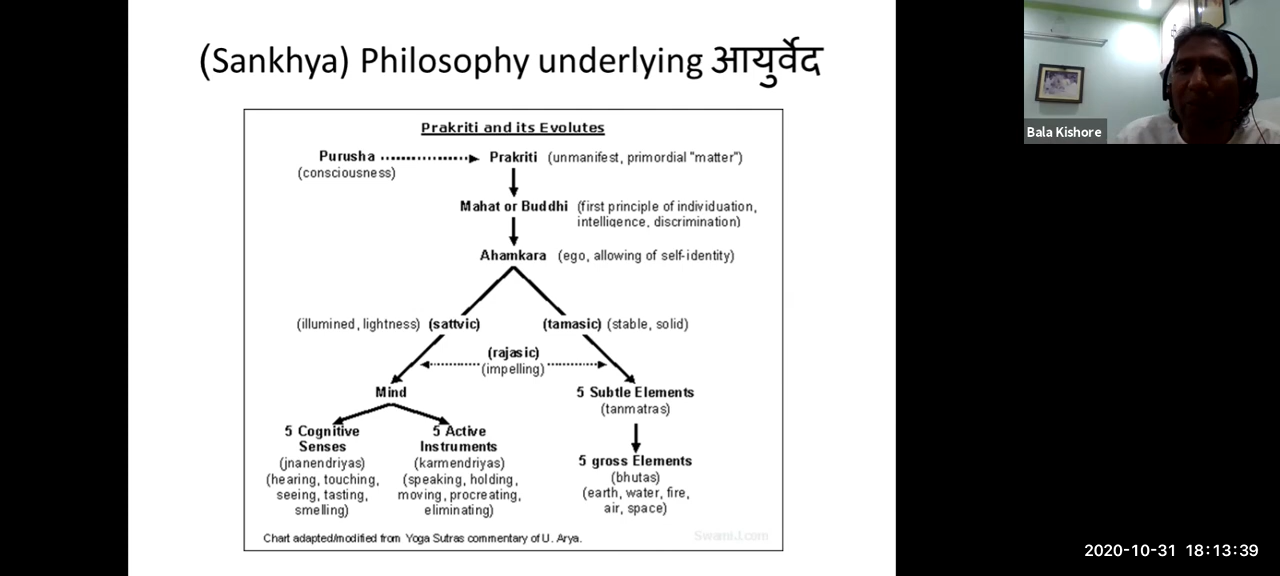 (Sankhya) Philosophy underlying आयुर्वेद
Prakriti and its Evolutes
Purusha
Prakriti (unmanifest, primordial "matter")
(consciousness)
Mahat or Buddhi (first principle of individuation,
intelligence, discrimination)
Ahamkara (ego, allowing of self-identity)
(illumined, lightness) (sattvic)
(tamasic) (stable, solid)
(rajasic)
(impelling)
Mind
5 Cognitive
Senses
(jnanendriyas)
(hearing, touching,
seeing, tasting,
smelling)
5 Active
Instruments
(karmendriyas)
(speaking, holding,
moving, procreating,
eliminating)
5 Subtle Elements
(tanmatras)
5 gross Elements
(bhutas)
(earth, water, fire,
air, space)
Chart adapted/modified from Yoga Sutras commentary of U. Arya.
SwamiJ.com
Bala Kishore
2020-10-31 18:13:39